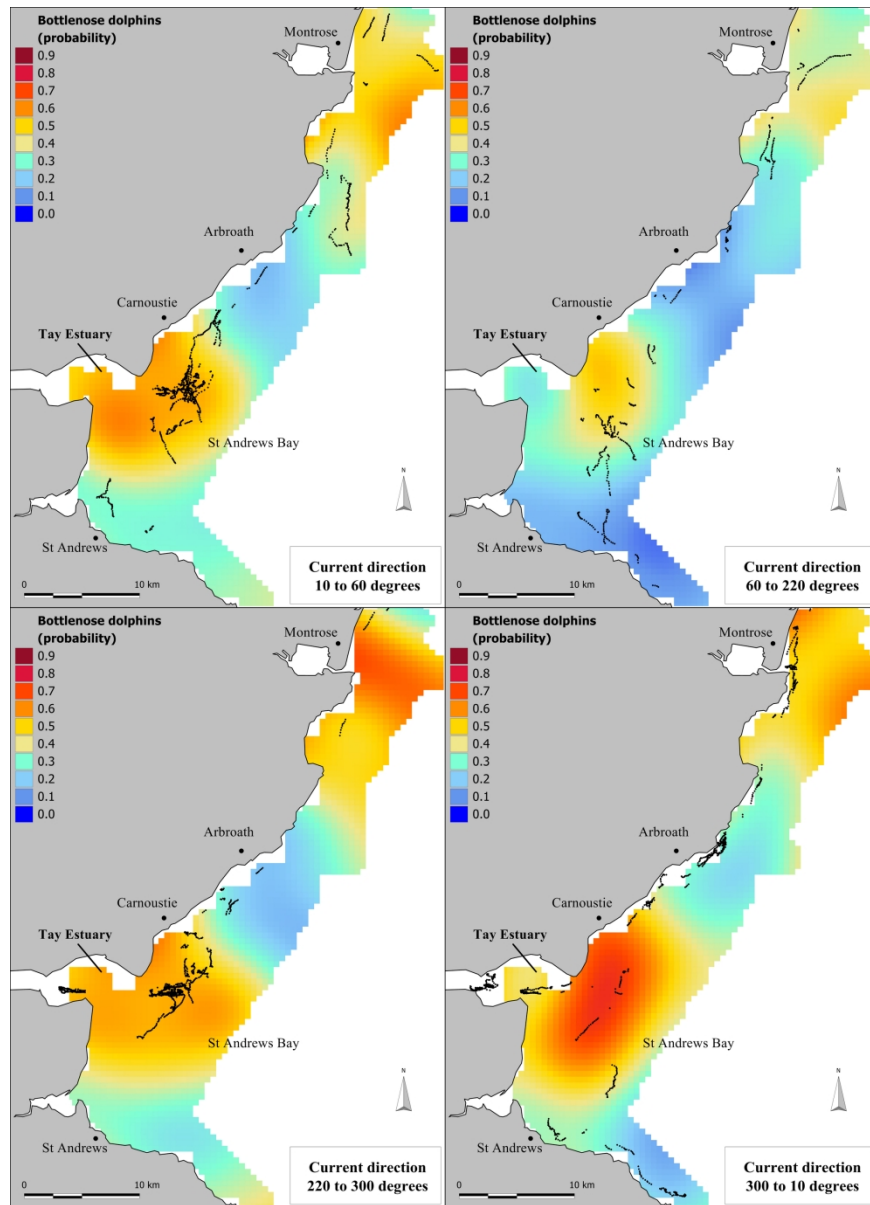 Bottlenose dolphins
(probability)
0.9
0.8
0.7
0.6
0.5
0.4
0.3
0.2
0.1
0.0
Montrose
Arbroath
Carnoustie
Tay Estuary
St Andrews Bay
St Andrews
N
0
10 km
Current direction
10 to 60 degrees
Bottlenose dolphins
(probability)
0.9
0.8
0.7
0.6
0.5
0.4
0.3
0.2
0.1
0.0
Montrose
Arbroath
Carnoustie
Tay Estuary
St Andrews Bay
St Andrews
N
0
10 km
Current direction
60 to 220 degrees
Bottlenose dolphins
(probability)
0.9
0.8
0.7
0.6
0.5
0.4
0.3
0.2
0.1
0.0
Montrose
Arbroath
Carnoustie
Tay Estuary
St Andrews Bay
St Andrews
N
0
10 km
Current direction
220 to 300 degrees
Bottlenose dolphins
(probability)
0.9
0.8
0.7
0.6
0.5
0.4
0.3
0.2
0.1
0.0
Montrose
Arbroath
Carnoustie
Tay Estuary
St Andrews Bay
St Andrews
N
0
10 km
Current direction
300 to 10 degrees